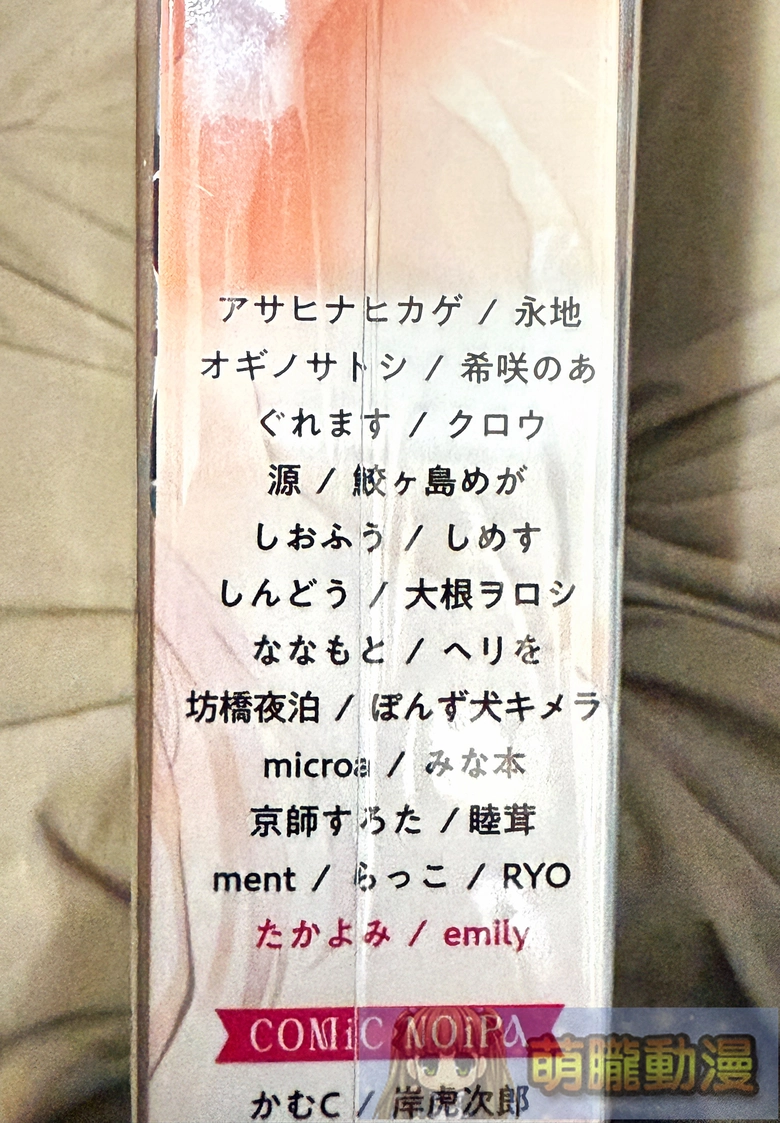 アサヒナヒカゲ / 永地
オギノサトシ / 希咲のあ
ぐれます / クロウ
源 / 鮫ヶ島めが
しおふう / しめす
しんどう / 大根ヲロシ
ななもと / ヘリを
坊橋夜泊 / ぽんず犬キメラ
microa / みな本
京師すろた / 睦茸
ment / らっこ / RYO
たかよみ / emily
COMiC NOiRA
かむC / 岸虎次郎
萌朧動漫